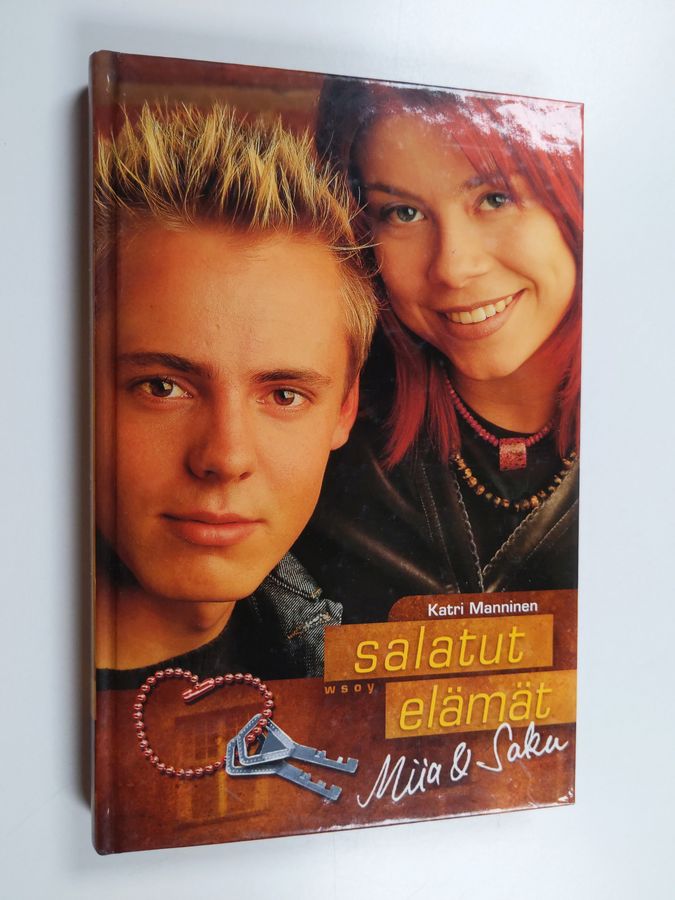 Katri Manninen
salatut
wsoy
elämät
Miia & Saku